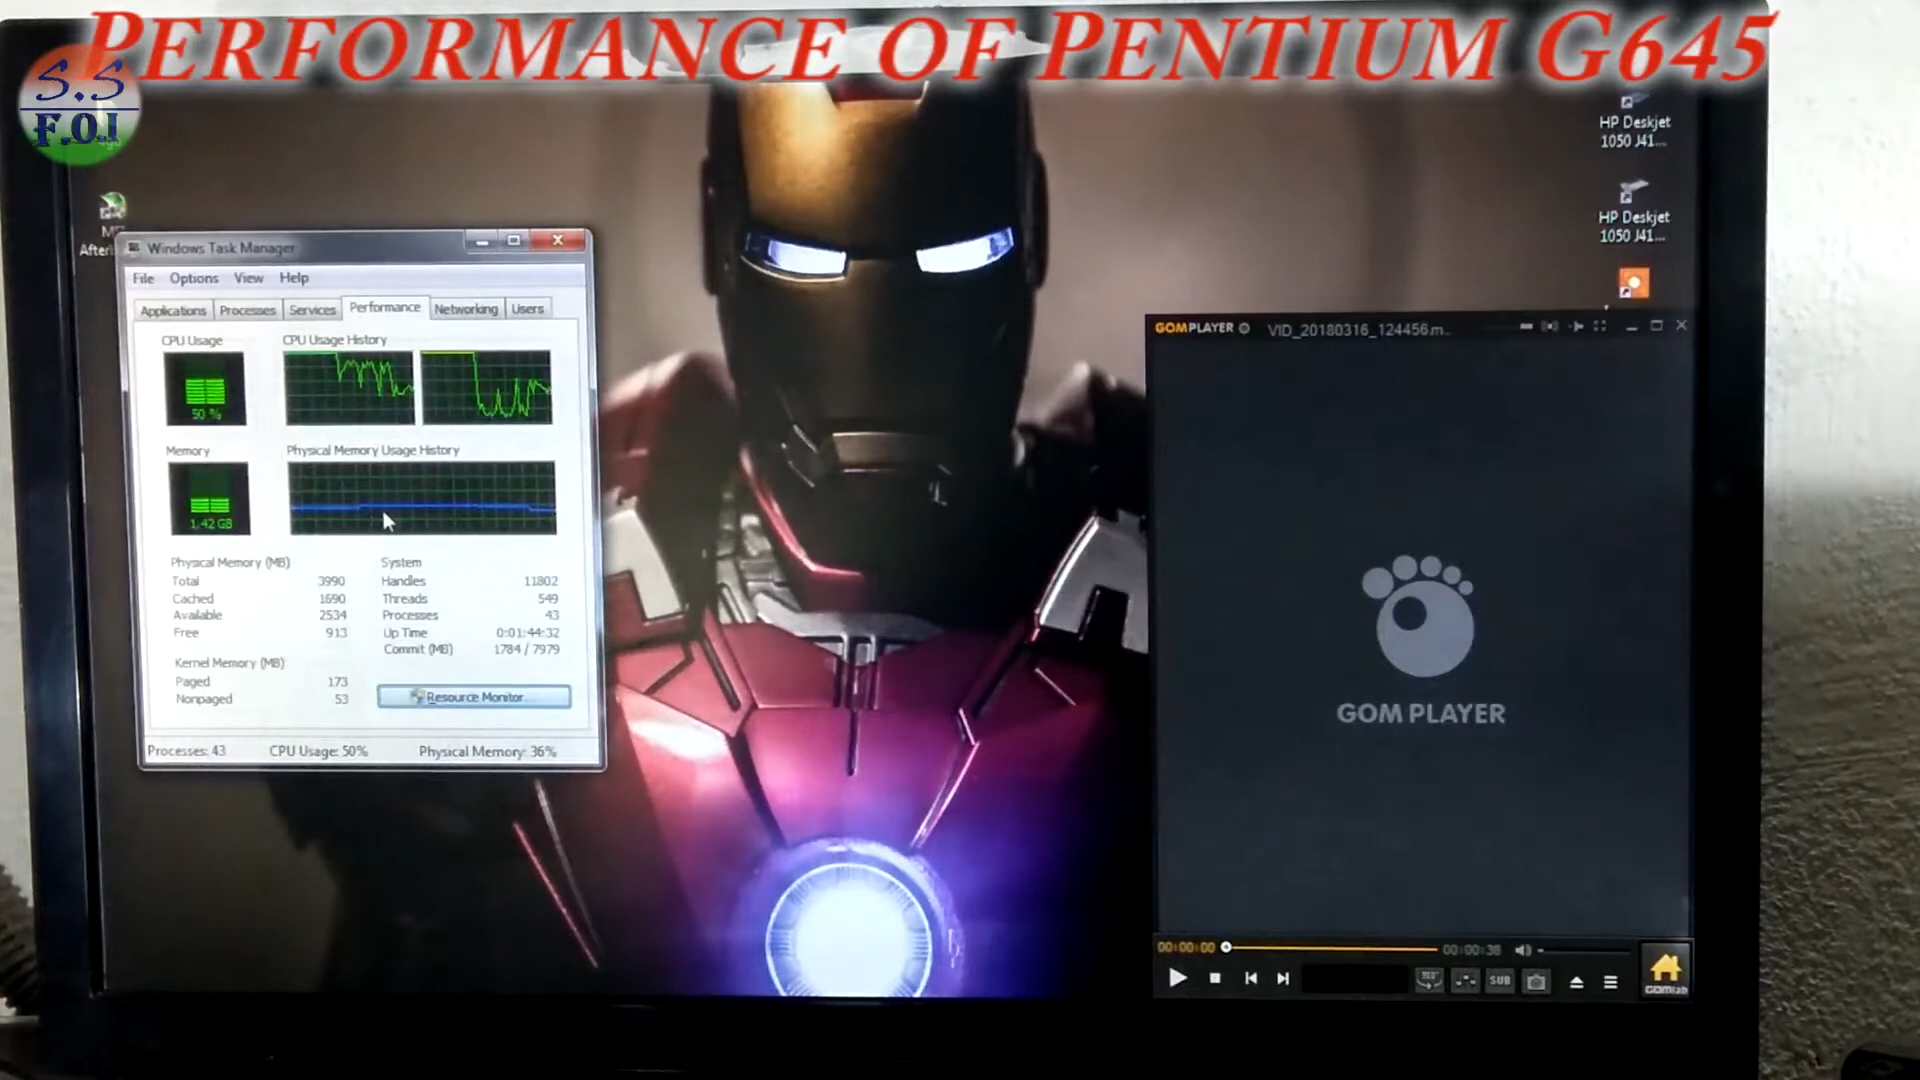 PERFORMANCE OF PENTIUM G645
S.S
F.O.I
HP Deskjet
1050 J41...
HP Deskjet
1050 J41...
Windows Task Manager
File Options View Help
Applications Processes Services Performance Networking Users
CPU Usage
CPU Usage History
50 %
Memory
Physical Memory Usage History
1.42 GB
Physical Memory (MB)
Total 3990
Cached 1690
Available 2534
Free 913
Kernel Memory (MB)
Paged 173
Nonpaged 53
System
Handles 11802
Threads 549
Processes 43
Up Time 0:01:44:32
Commit (MB) 1784 / 7979
Resource Monitor...
Processes: 43 CPU Usage: 50% Physical Memory: 36%
GOMPLAYER VID_20180316_124456.m..
GOM PLAYER
00:00:00 00:00:38
SUB
GOMlab